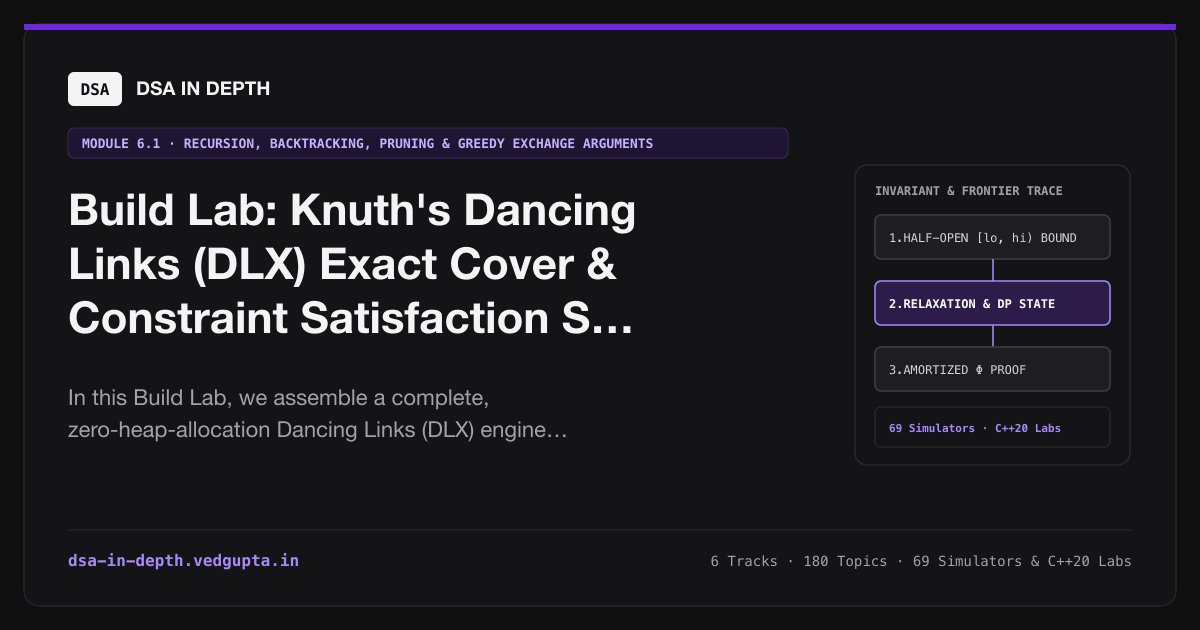 DSA
DSA IN DEPTH
MODULE 6.1 · RECURSION, BACKTRACKING, PRUNING & GREEDY EXCHANGE ARGUMENTS
Build Lab: Knuth's Dancing
Links (DLX) Exact Cover &
Constraint Satisfaction S...
In this Build Lab, we assemble a complete,
zero-heap-allocation Dancing Links (DLX) engine...
INVARIANT & FRONTIER TRACE
1.HALF-OPEN [lo, hi) BOUND
2.RELAXATION & DP STATE
3.AMORTIZED Φ PROOF
69 Simulators · C++20 Labs
dsa-in-depth.vedgupta.in
6 Tracks · 180 Topics · 69 Simulators & C++20 Labs